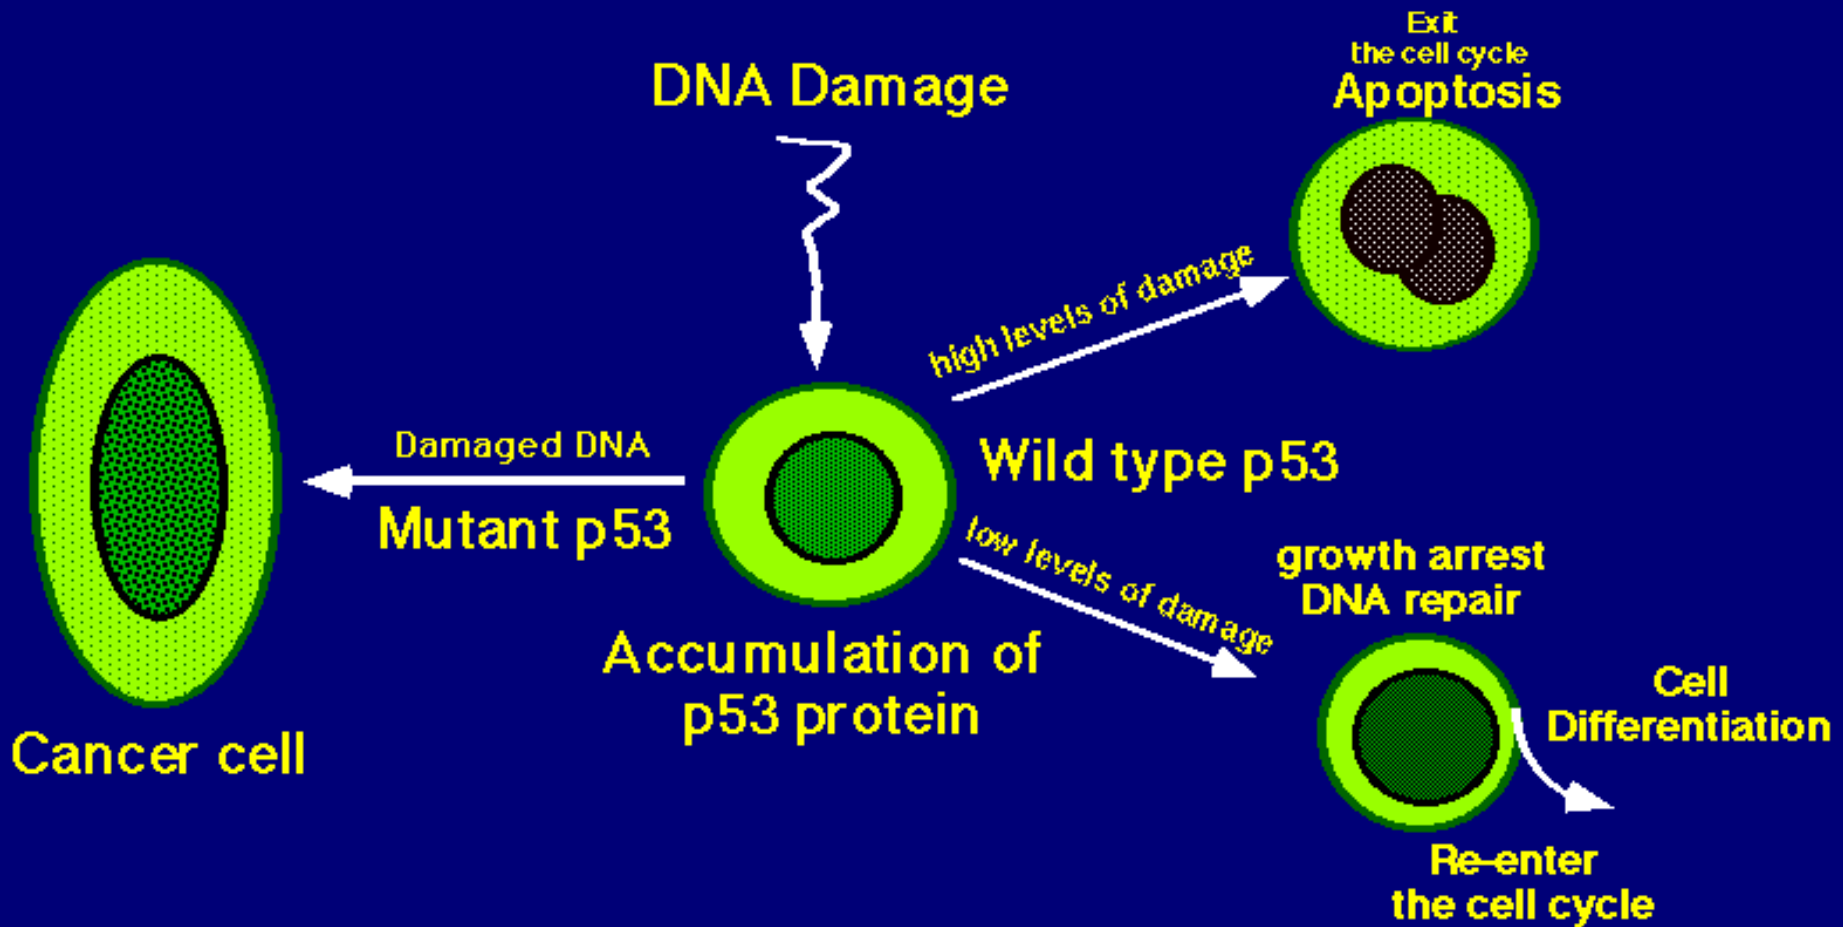 Exit
the cell cycle
Apoptosis
DNA Damage
high levels of damage
Damaged DNA
Mutant p53
Wild type p53
low levels of damage
growth arrest
DNA repair
Accumulation of
p53 protein
Cancer cell
Cell
Differentiation
Re-enter
the cell cycle